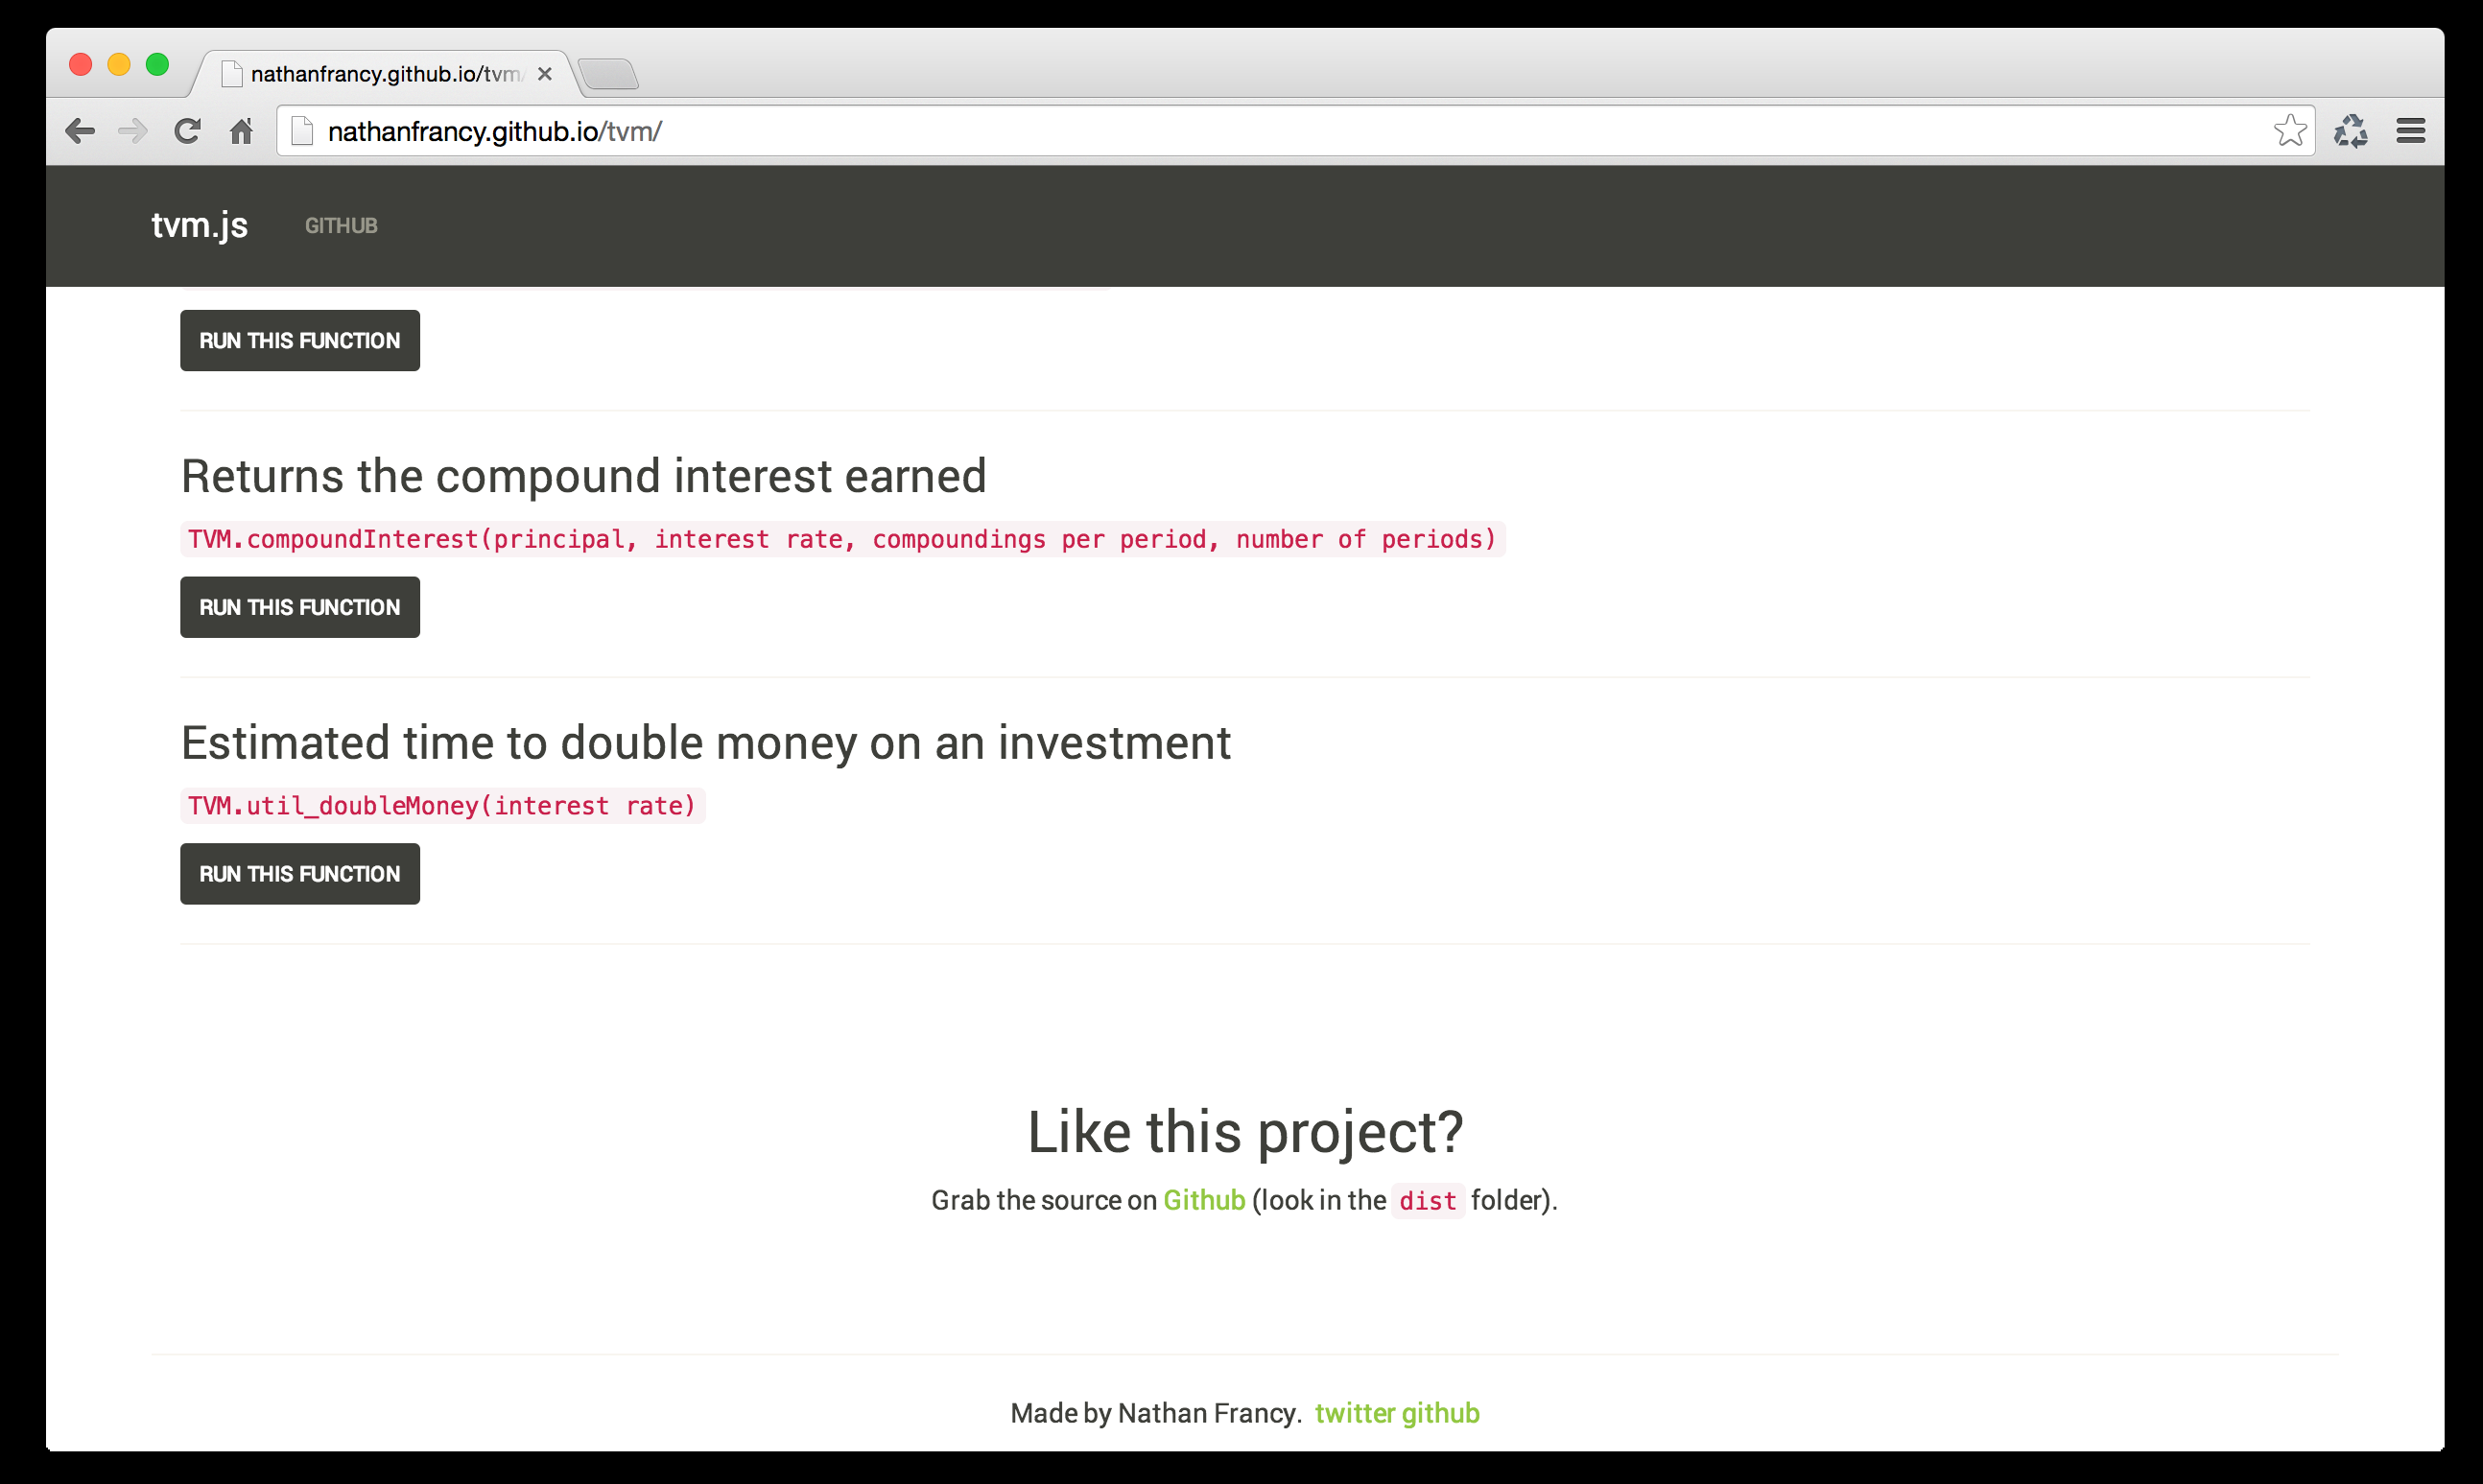 nathanfrancy.github.io/tvm/
nathanfrancy.github.io/tvm/
tvm.js GITHUB
RUN THIS FUNCTION
Returns the compound interest earned
TVM.compoundInterest(principal, interest rate, compoundings per period, number of periods)
RUN THIS FUNCTION
Estimated time to double money on an investment
TVM.util_doubleMoney(interest rate)
RUN THIS FUNCTION
Like this project?
Grab the source on Github (look in the dist folder).
Made by Nathan Francy. twitter github